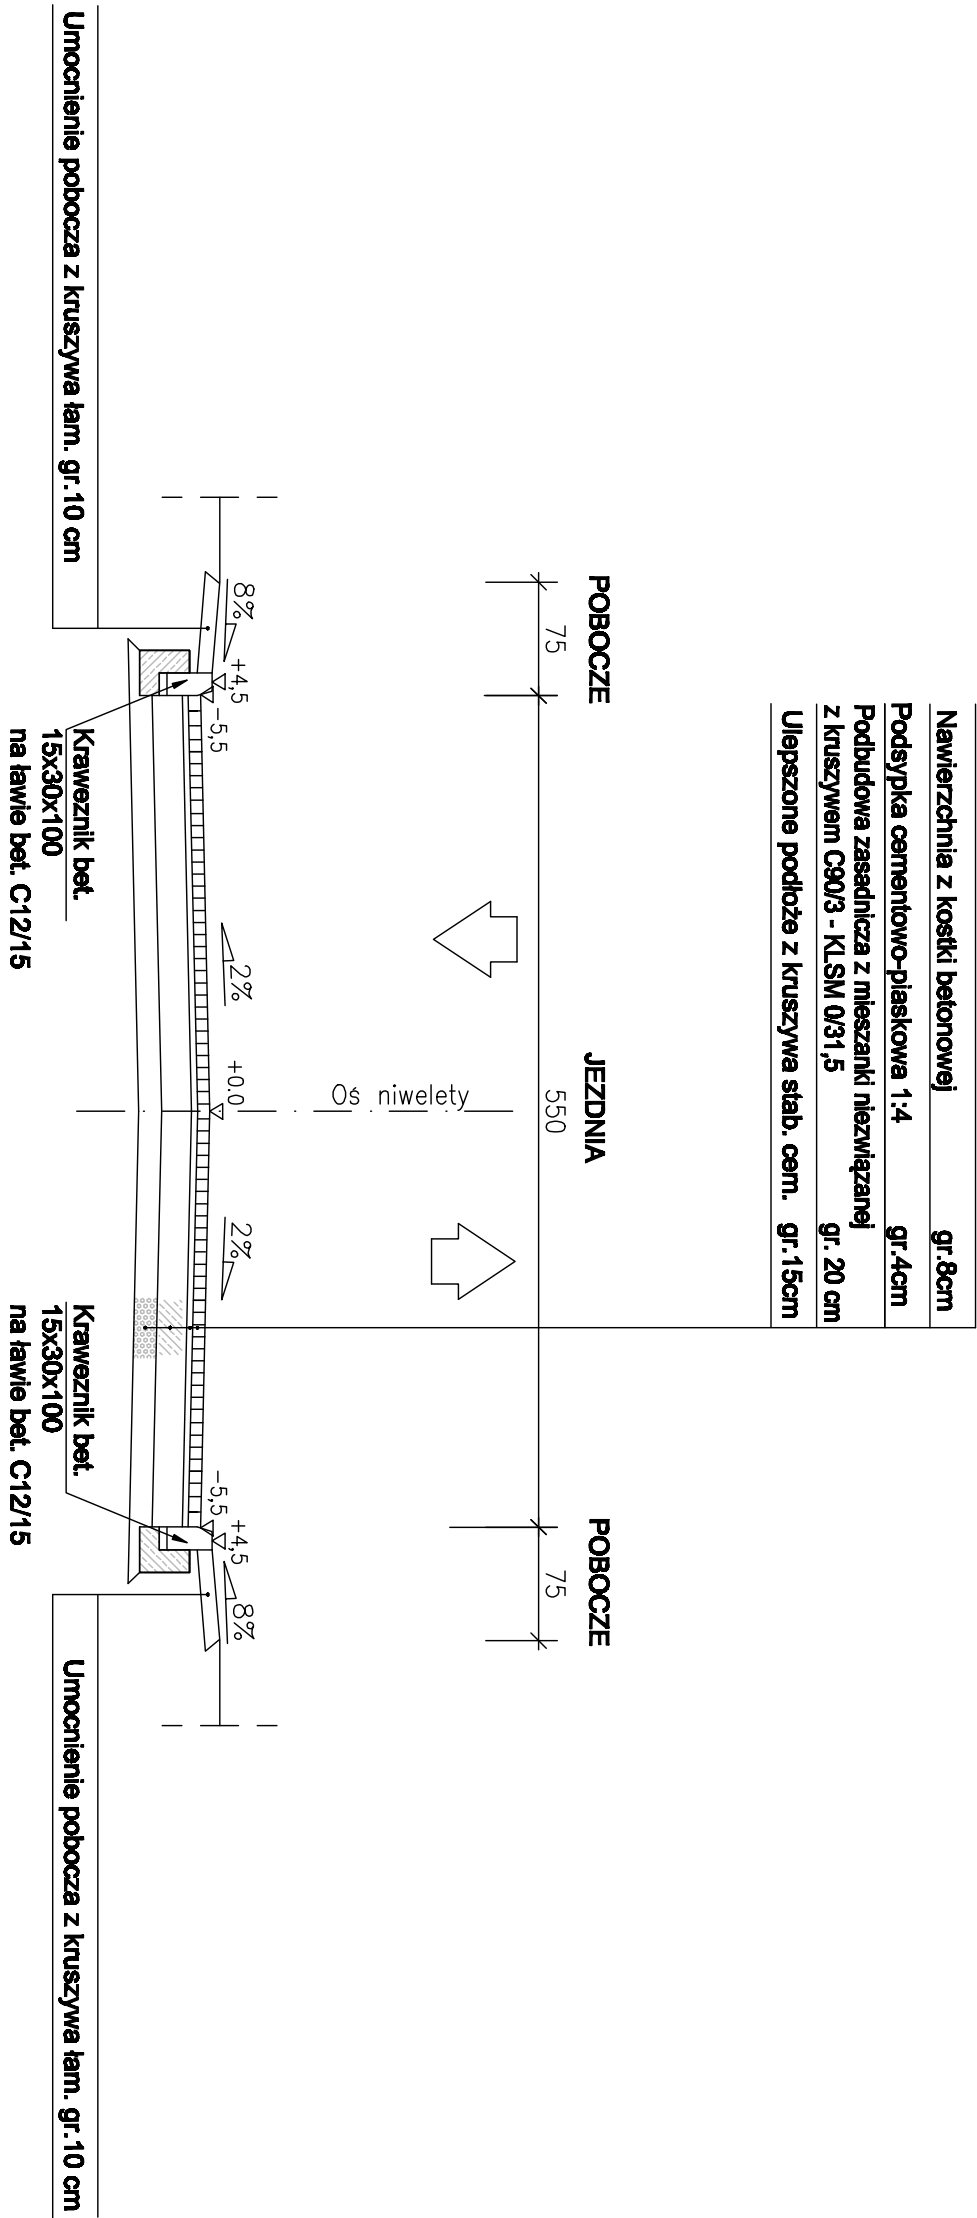 Nawierzchnia z kostki betonowej gr.8cm
Podsypka cementowo-piaskowa 1:4 gr.4cm
Podbudowa zasadnicza z mieszanki niezwiązanej
z kruszywem C90/3 - KŁSM 0/31,5 gr. 20 cm
Ulepszone podłoże z kruszywa stab. cem. gr.15cm
POBOCZE
JEZDNIA
POBOCZE
75
550
75
Oś niwelety
8%
+4,5
-5,5
2%
+0.0
2%
-5,5
+4,5
8%
Umocnienie pobocza z kruszywa łam. gr.10 cm
Kraweznik bet.
15x30x100
na ławie bet. C12/15
Kraweznik bet.
15x30x100
na ławie bet. C12/15
Umocnienie pobocza z kruszywa łam. gr.10 cm